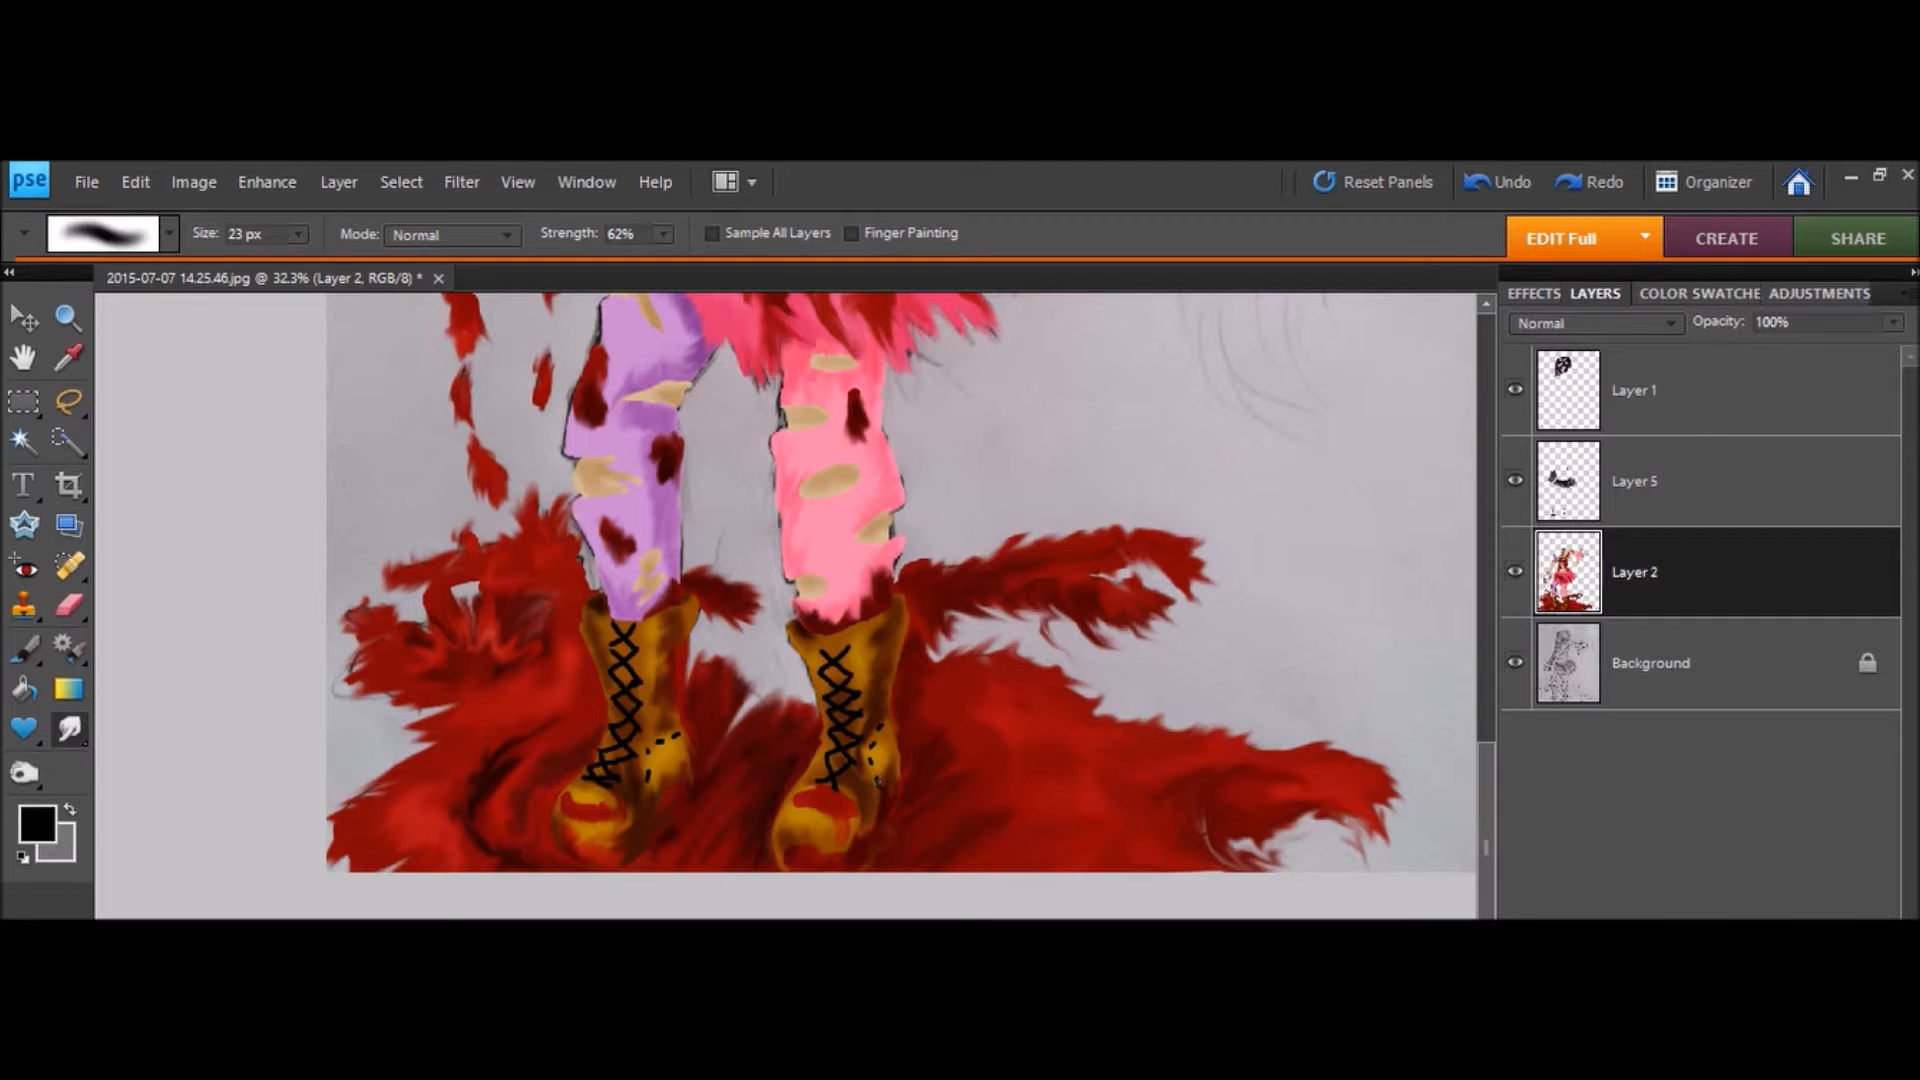 pse File Edit Image Enhance Layer Select Filter View Window Help Reset Panels Undo Redo Organizer
Size: 23 px Mode: Normal Strength: 62% Sample All Layers Finger Painting EDIT Full CREATE SHARE
2015-07-07 14.25.46.jpg @ 32.3% (Layer 2, RGB/8) *
EFFECTS LAYERS COLOR SWATCHE ADJUSTMENTS
Normal Opacity: 100%
Layer 1
Layer 5
Layer 2
Background